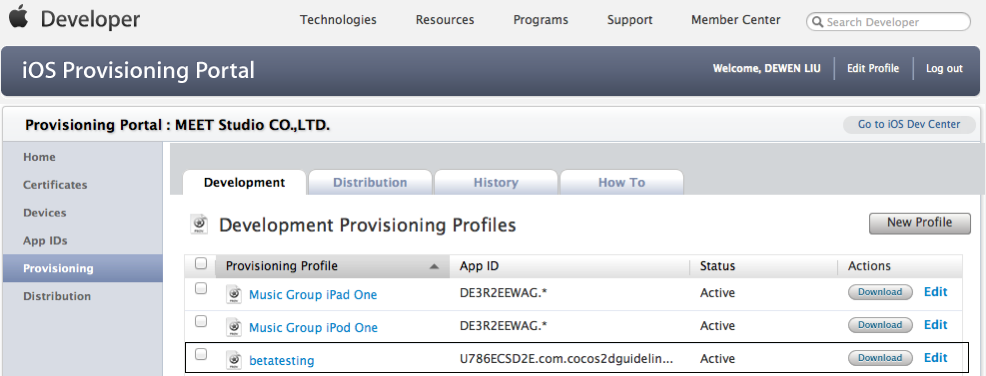 Developer Technologies Resources Programs Support Member Center Search Developer
iOS Provisioning Portal Welcome, DEWEN LIU Edit Profile Log out
Provisioning Portal : MEET Studio CO.,LTD. Go to iOS Dev Center
Home
Certificates
Devices
App IDs
Provisioning
Distribution
Development Distribution History How To
Development Provisioning Profiles New Profile
Provisioning Profile App ID Status Actions
Music Group iPad One DE3R2EEWAG.* Active Download Edit
Music Group iPod One DE3R2EEWAG.* Active Download Edit
betatesting U786ECSD2E.com.cocos2dguidelin... Active Download Edit